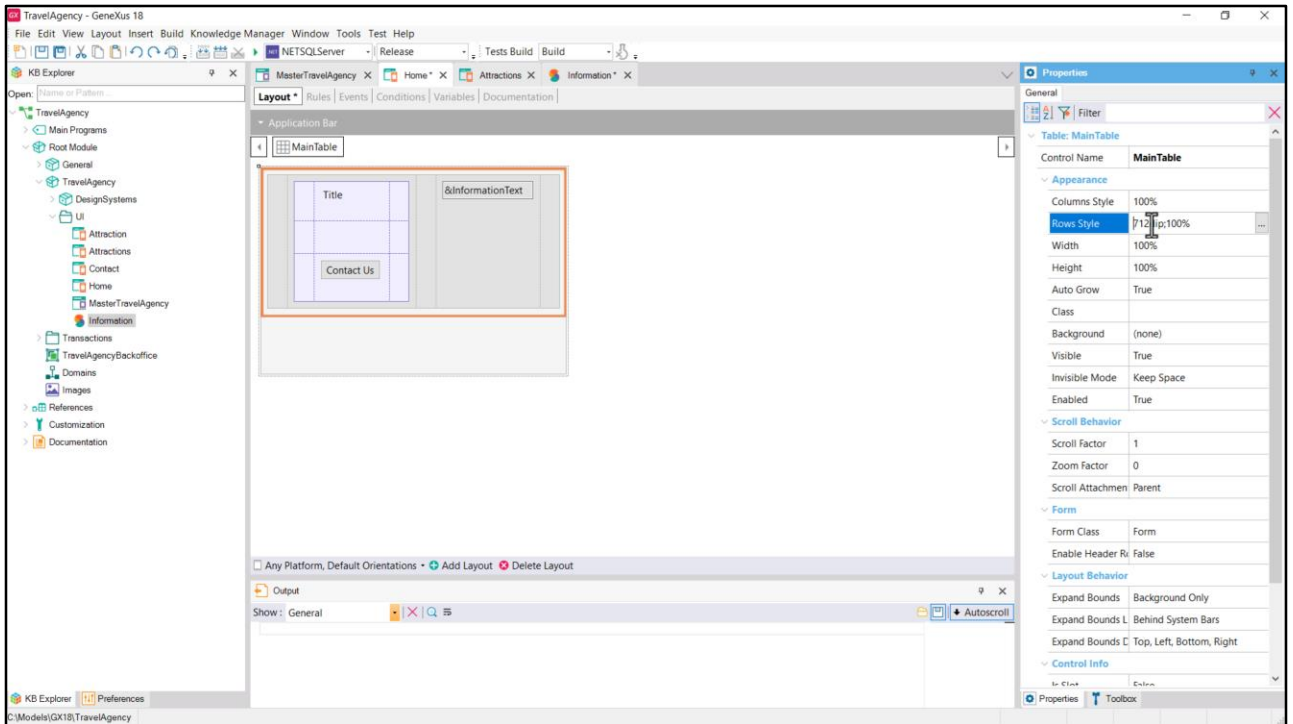 GX TravelAgency - GeneXus 18
File Edit View Layout Insert Build Knowledge Manager Window Tools Test Help
.NET NETSQLServer Release Tests Build Build
KB Explorer
Open: Name or Pattern...
TravelAgency
Main Programs
Root Module
General
TravelAgency
DesignSystems
UI
Attraction
Attractions
Contact
Home
MasterTravelAgency
Information
Transactions
TravelAgencyBackoffice
Domains
Images
References
Customization
Documentation
KB Explorer Preferences
MasterTravelAgency X Home* X Attractions X Information* X
Layout * Rules Events Conditions Variables Documentation
Application Bar
MainTable
Title
&InformationText
Contact Us
Any Platform, Default Orientations Add Layout Delete Layout
Output
Show: General Autoscroll
Properties
General
Filter
Table: MainTable
Control Name MainTable
Appearance
Columns Style 100%
Rows Style 712dip;100%
Width 100%
Height 100%
Auto Grow True
Class
Background (none)
Visible True
Invisible Mode Keep Space
Enabled True
Scroll Behavior
Scroll Factor 1
Zoom Factor 0
Scroll Attachmen Parent
Form
Form Class Form
Enable Header Ro False
Layout Behavior
Expand Bounds Background Only
Expand Bounds L Behind System Bars
Expand Bounds D Top, Left, Bottom, Right
Control Info
Is Slot False
Properties Toolbox
C:\Models\GX18\TravelAgency